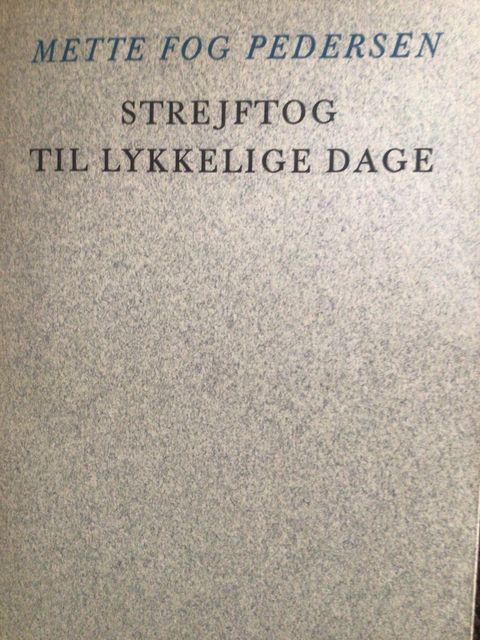 METTE FOG PEDERSEN
STREJFTOG
TIL LYKKELIGE DAGE